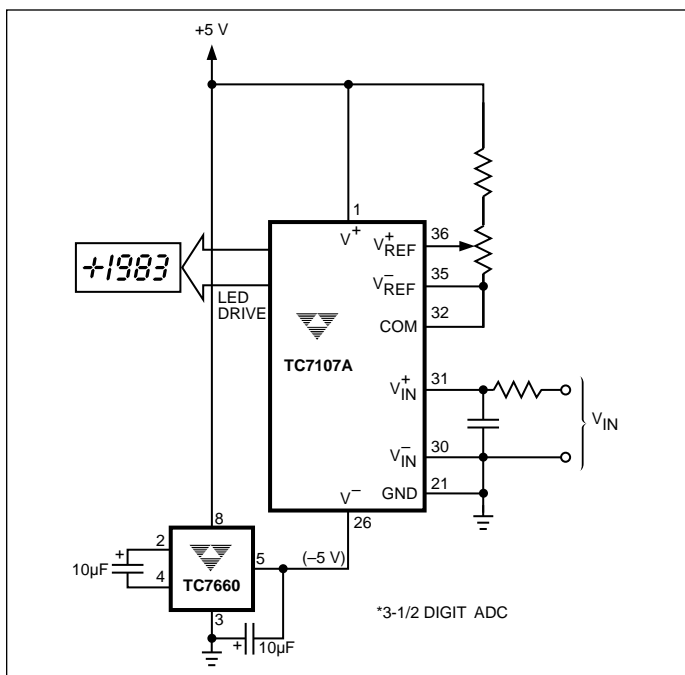 +5 V
1
V+
36
V+REF
35
V−REF
32
COM
+1983
LED
DRIVE
TC7107A
31
V+IN
VIN
30
V−IN
21
GND
V−
26
8
2
5
(–5 V)
+
10µF
4
TC7660
3
+
10µF
*3-1/2 DIGIT ADC